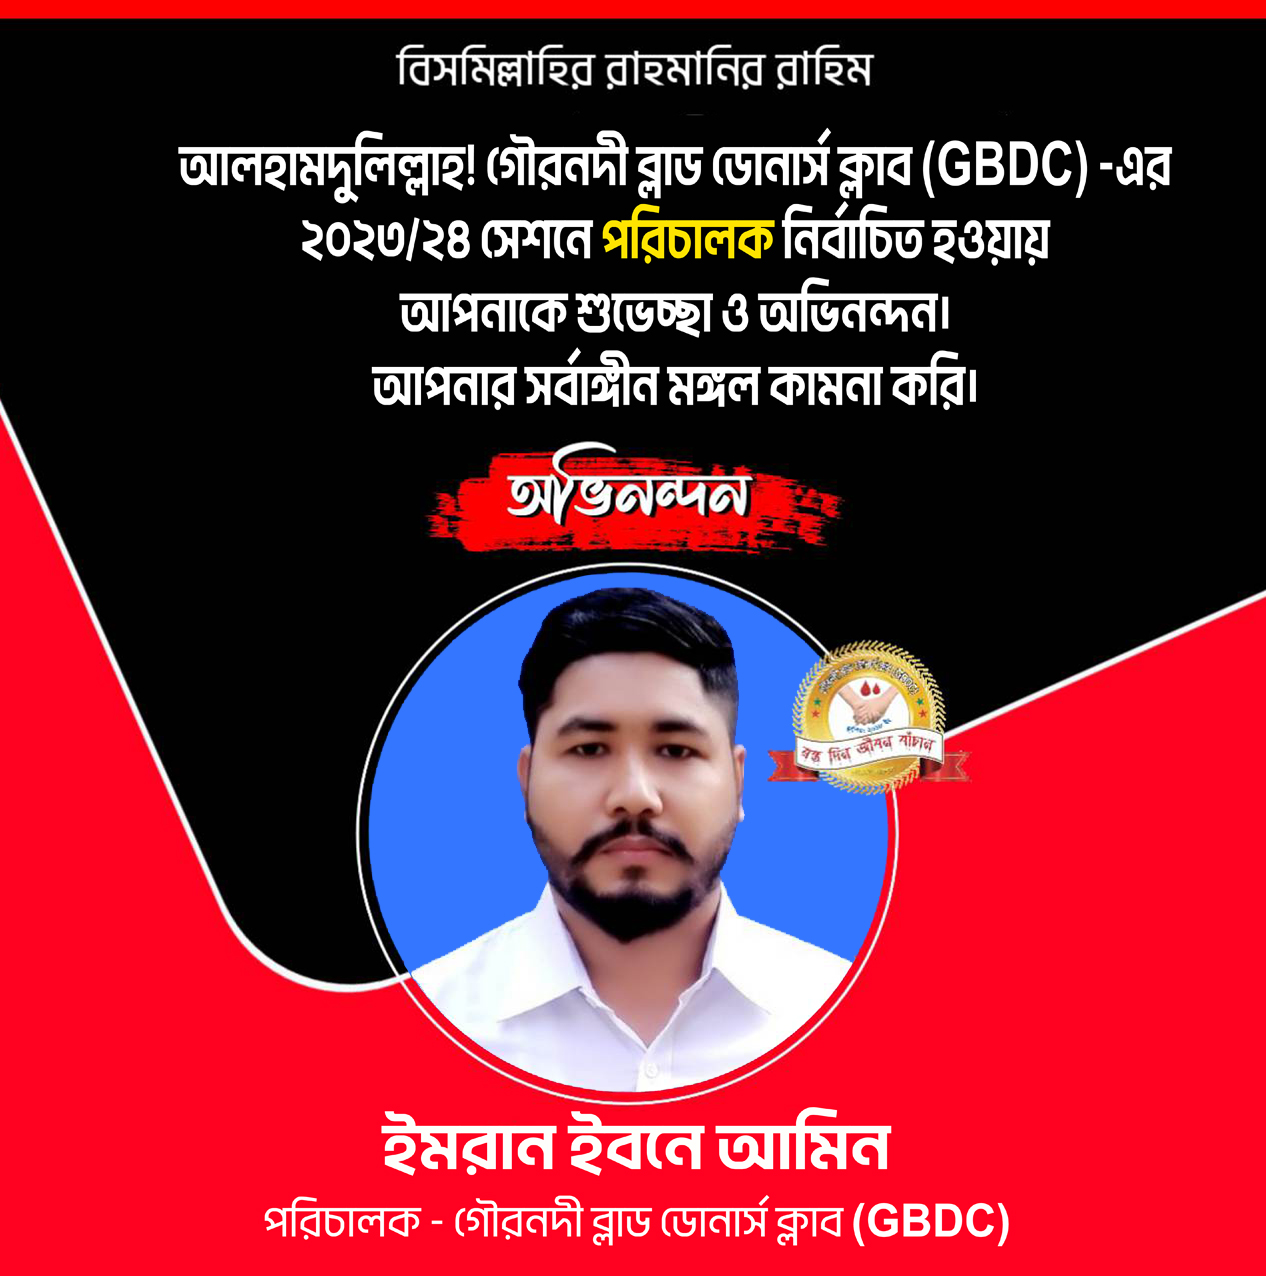 বিসমিল্লাহির রাহমানির রাহিম
আলহামদুলিল্লাহ! গৌরনদী ব্লাড ডোনার্স ক্লাব (GBDC) -এর
২০২৩/২৪ সেশনে পরিচালক নির্বাচিত হওয়ায়
আপনাকে শুভেচ্ছা ও অভিনন্দন।
আপনার সর্বাঙ্গীন মঙ্গল কামনা করি।
অভিনন্দন
রক্ত দিন জীবন বাঁচান
ইমরান ইবনে আমিন
পরিচালক - গৌরনদী ব্লাড ডোনার্স ক্লাব (GBDC)